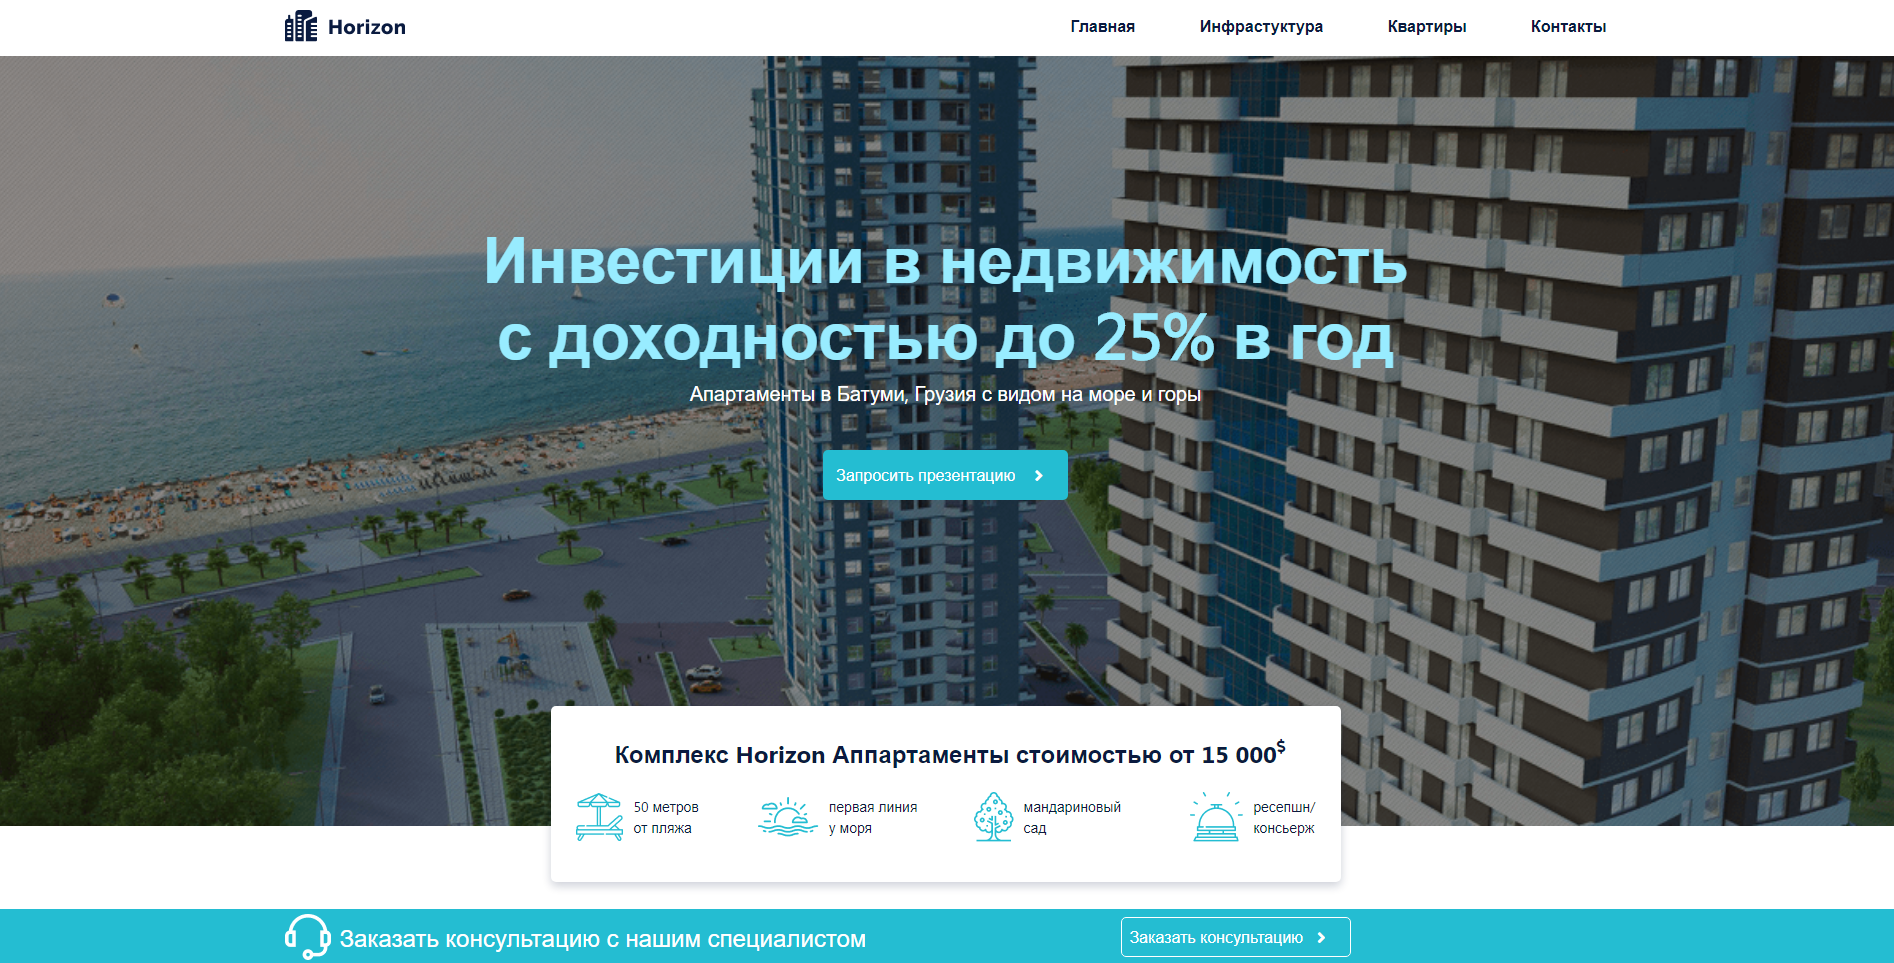 Horizon
Главная
Инфрастуктура
Квартиры
Контакты
Инвестиции в недвижимость
с доходностью до 25% в год
Апартаменты в Батуми, Грузия с видом на море и горы
Запросить презентацию
Комплекс Horizon Аппартаменты стоимостью от 15 000$
50 метров
от пляжа
первая линия
у моря
мандариновый
сад
ресепшн/
консьерж
Заказать консультацию с нашим специалистом
Заказать консультацию